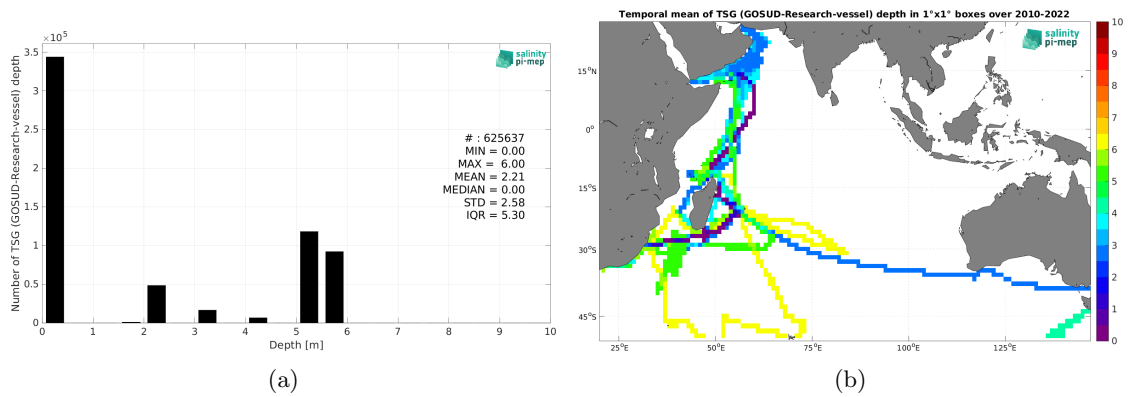 ×10⁵
3.5
3
2.5
2
1.5
1
0.5
0
Number of TSG (GOSUD-Research-vessel) depth
salinity
pi-mep
# : 625637
MIN = 0.00
MAX = 6.00
MEAN = 2.21
MEDIAN = 0.00
STD = 2.58
IQR = 5.30
0 1 2 3 4 5 6 7 8 9 10
Depth [m]
(a)
Temporal mean of TSG (GOSUD-Research-vessel) depth in 1°x1° boxes over 2010-2022
salinity
pi-mep
15°N
0°
15°S
30°S
45°S
25°E 50°E 75°E 100°E 125°E
10
9
8
7
6
5
4
3
2
1
0
(b)